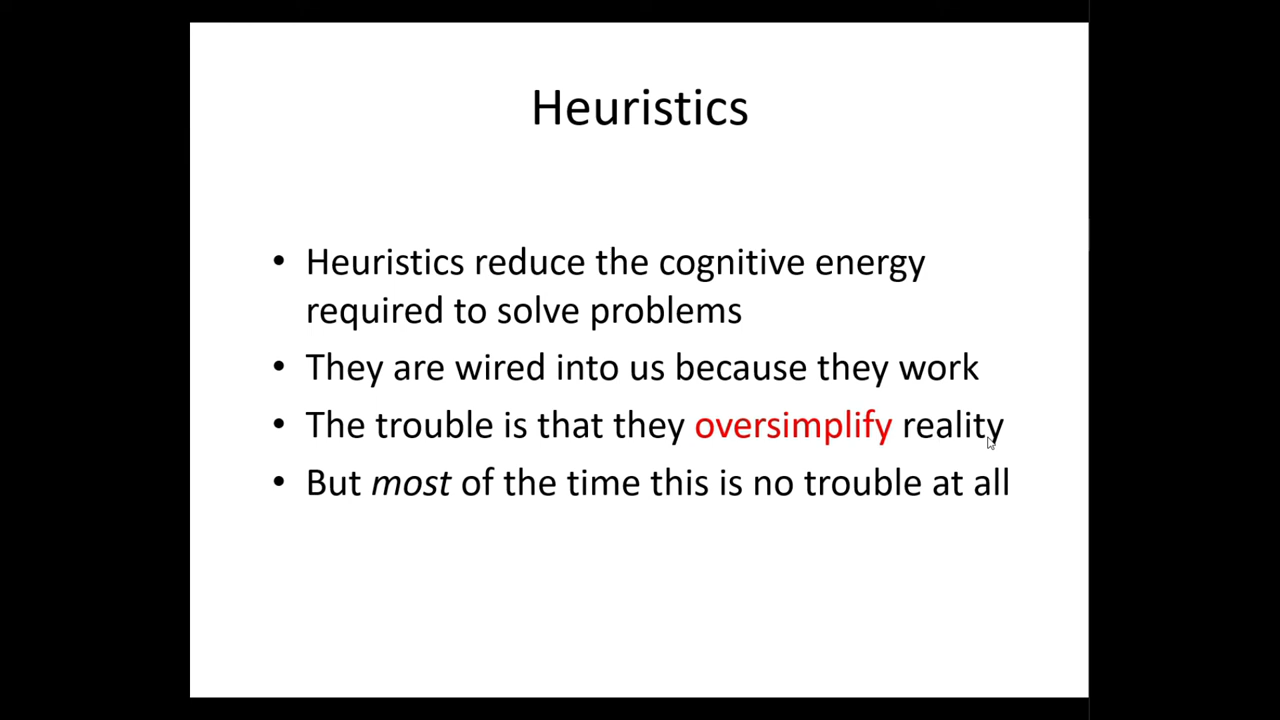 Heuristics
• Heuristics reduce the cognitive energy
required to solve problems
• They are wired into us because they work
• The trouble is that they oversimplify reality
• But most of the time this is no trouble at all